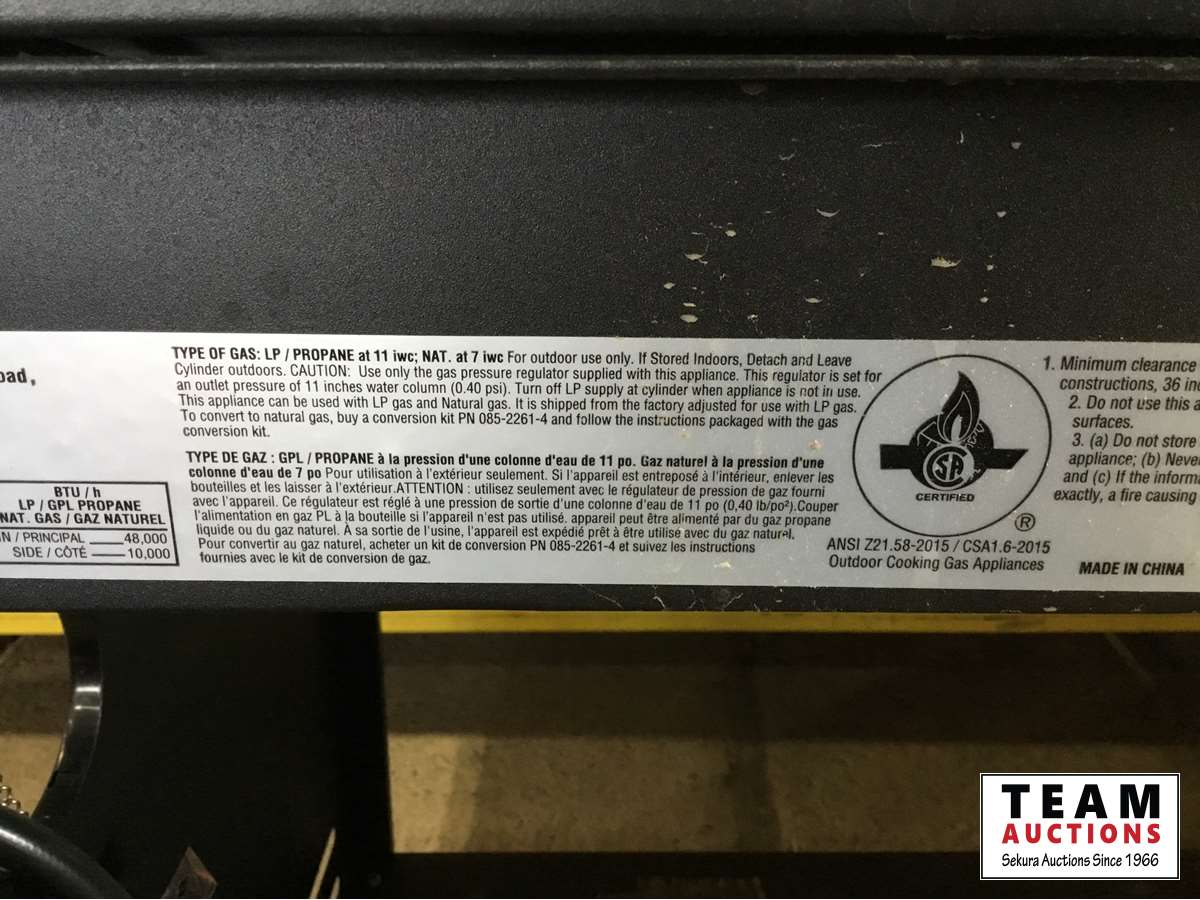 oad,
BTU / h
LP / GPL PROPANE
NAT. GAS / GAZ NATUREL
N / PRINCIPAL 48,000
SIDE / CÔTÉ 10,000
TYPE OF GAS: LP / PROPANE at 11 iwc; NAT. at 7 iwc For outdoor use only. If Stored Indoors, Detach and Leave
Cylinder outdoors. CAUTION: Use only the gas pressure regulator supplied with this appliance. This regulator is set for
an outlet pressure of 11 inches water column (0.40 psi). Turn off LP supply at cylinder when appliance is not in use.
This appliance can be used with LP gas and Natural gas. It is shipped from the factory adjusted for use with LP gas.
To convert to natural gas, buy a conversion kit PN 085-2261-4 and follow the instructions packaged with the gas
conversion kit.
TYPE DE GAZ : GPL / PROPANE à la pression d'une colonne d'eau de 11 po. Gaz naturel à la pression d'une
colonne d'eau de 7 po Pour utilisation à l'extérieur seulement. Si l'appareil est entreposé à l'intérieur, enlever les
bouteilles et les laisser à l'extérieur.ATTENTION : utilisez seulement avec le régulateur de pression de gaz fourni
avec l'appareil. Ce régulateur est réglé à une pression de sortie d'une colonne d'eau de 11 po (0,40 lb/po²).Couper
l'alimentation en gaz PL à la bouteille si l'appareil n'est pas utilisé. appareil peut être alimenté par du gaz propane
liquide ou du gaz naturel. À sa sortie de l'usine, l'appareil est expédié prêt à être utilisé avec du gaz naturel.
Pour convertir au gaz naturel, acheter un kit de conversion PN 085-2261-4 et suivez les instructions
fournies avec le kit de conversion de gaz.
CSA
CERTIFIED
®
ANSI Z21.58-2015 / CSA1.6-2015
Outdoor Cooking Gas Appliances
1. Minimum clearance
constructions, 36 inc
2. Do not use this a
surfaces.
3. (a) Do not store
appliance; (b) Neve
and (c) If the informa
exactly, a fire causing
MADE IN CHINA
TEAM
AUCTIONS
Sekura Auctions Since 1966